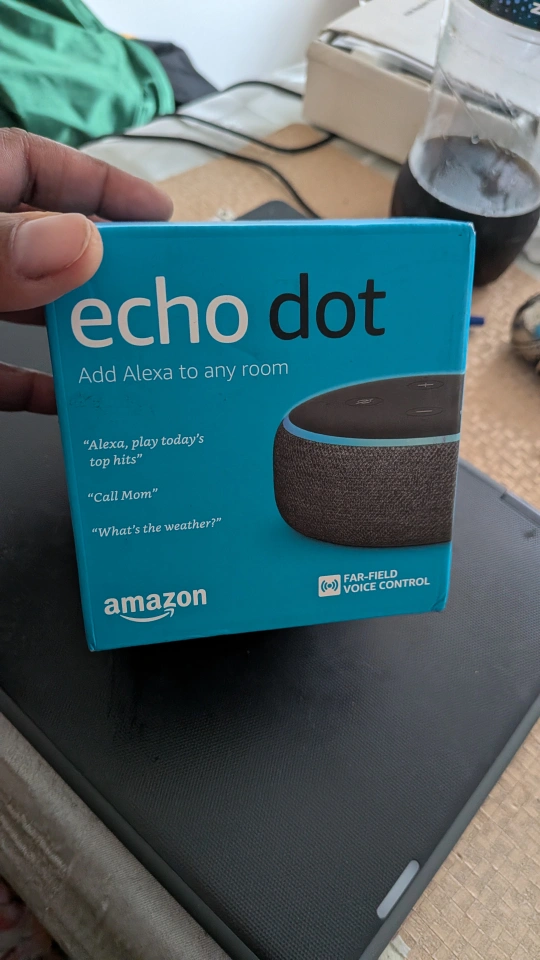 echo dot
Add Alexa to any room
“Alexa, play today’s
top hits”
“Call Mom”
“What’s the weather?”
amazon
FAR-FIELD
VOICE CONTROL